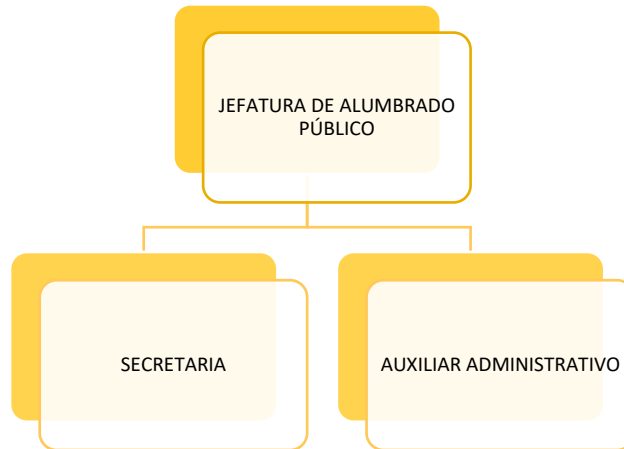 JEFATURA DE ALUMBRADO
PÚBLICO
SECRETARIA
AUXILIAR ADMINISTRATIVO